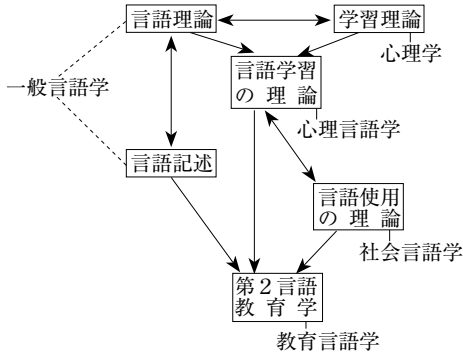 言語理論
学習理論
心理学
一般言語学
言語学習
の理論
心理言語学
言語記述
言語使用
の理論
社会言語学
第2言語
教育学
教育言語学